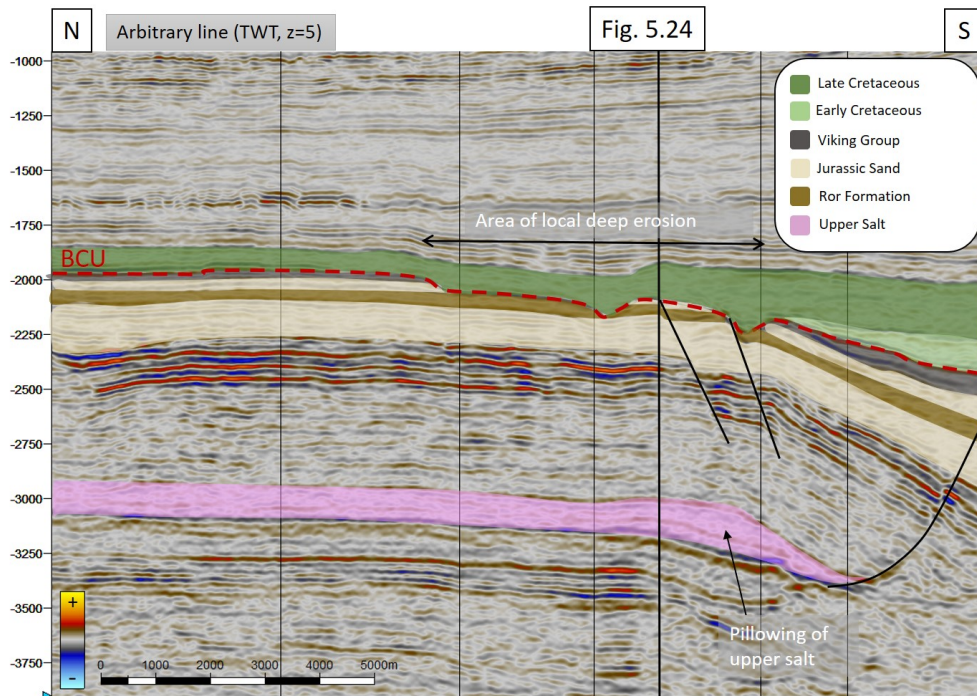 N
Arbitrary line (TWT, z=5)
Fig. 5.24
S
-1000
-1250
-1500
-1750
-2000
-2250
-2500
-2750
-3000
-3250
-3500
-3750
Late Cretaceous
Early Cretaceous
Viking Group
Jurassic Sand
Ror Formation
Upper Salt
Area of local deep erosion
BCU
Pillowing of
upper salt
+
-
0 1000 2000 3000 4000 5000m